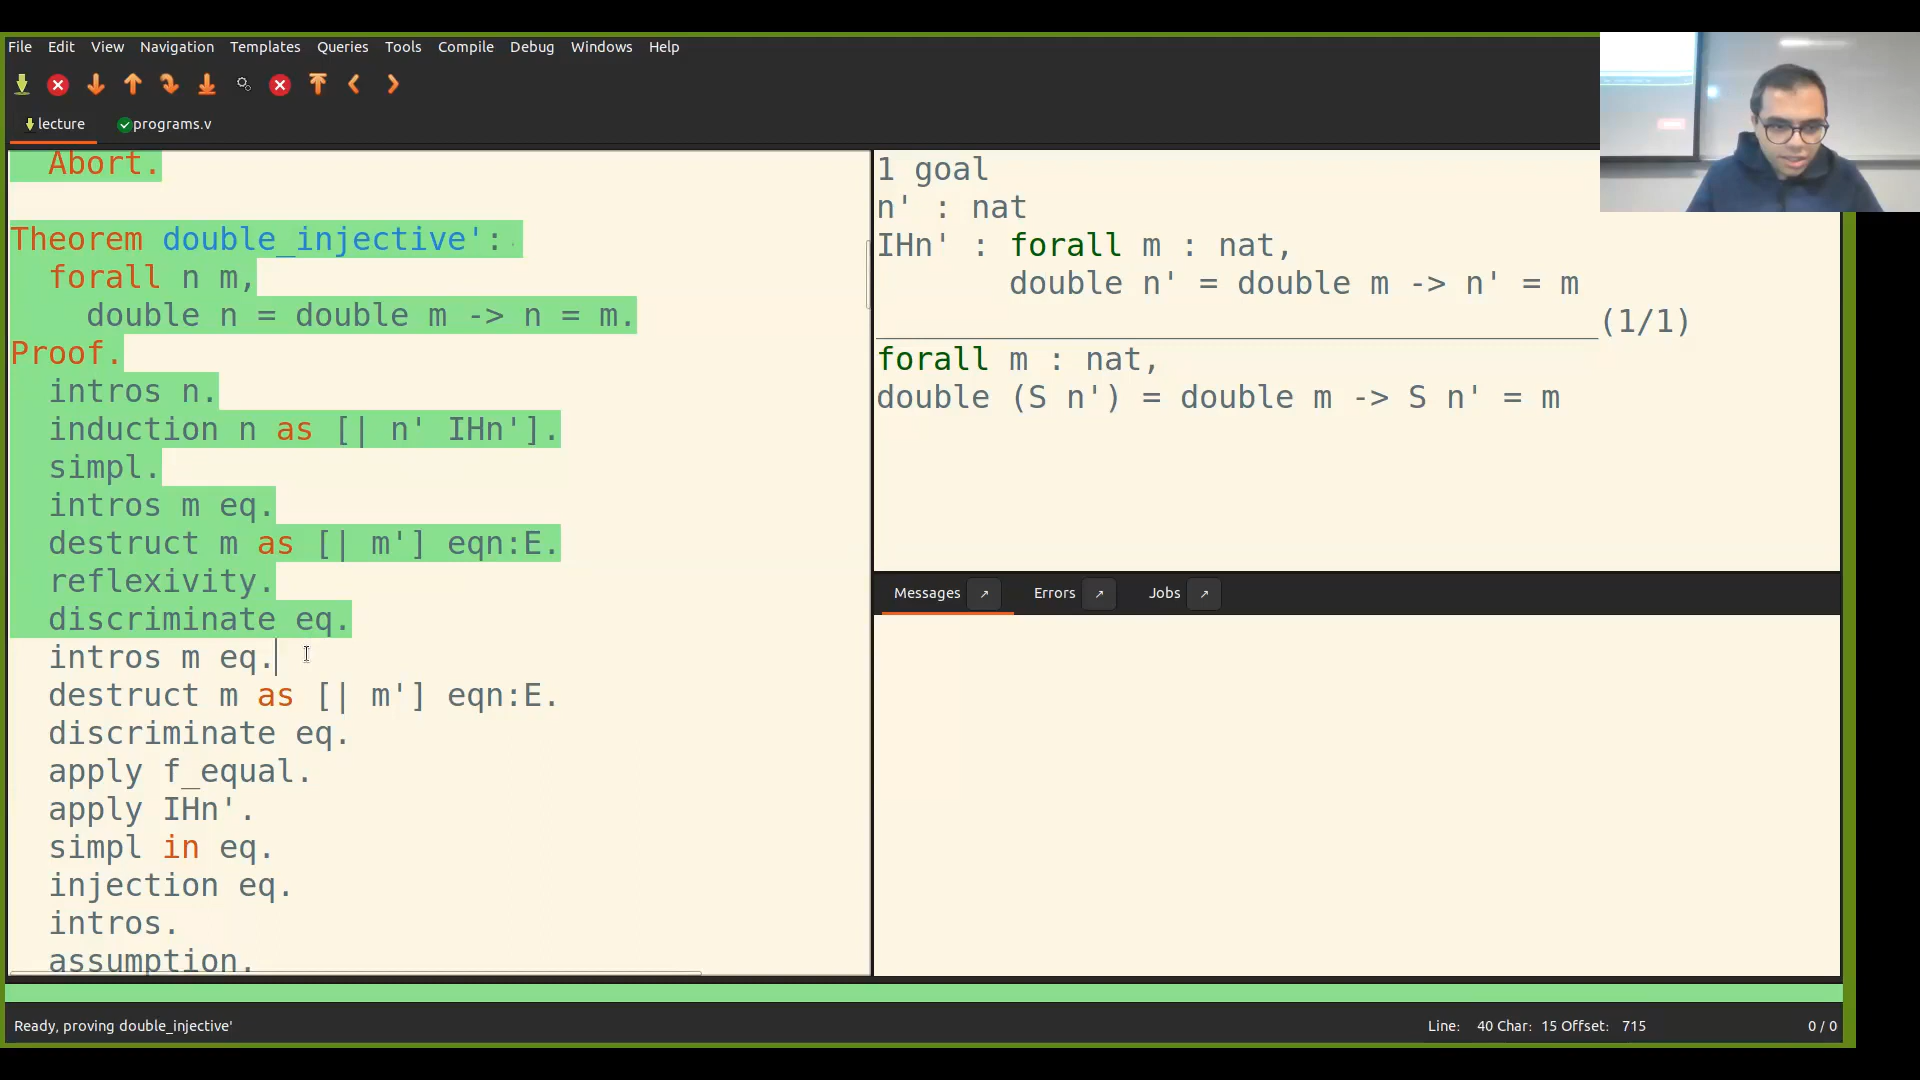 File Edit View Navigation Templates Queries Tools Compile Debug Windows Help
lecture programs.v
Abort.
Theorem double_injective':
forall n m,
double n = double m -> n = m.
Proof.
intros n.
induction n as [| n' IHn'].
simpl.
intros m eq.
destruct m as [| m'] eqn:E.
reflexivity.
discriminate eq.
intros m eq.
destruct m as [| m'] eqn:E.
discriminate eq.
apply f_equal.
apply IHn'.
simpl in eq.
injection eq.
intros.
assumption.
1 goal
n' : nat
IHn' : forall m : nat,
double n' = double m -> n' = m
(1/1)
forall m : nat,
double (S n') = double m -> S n' = m
Messages Errors Jobs
Ready, proving double_injective' Line: 40 Char: 15 Offset: 715 0 / 0